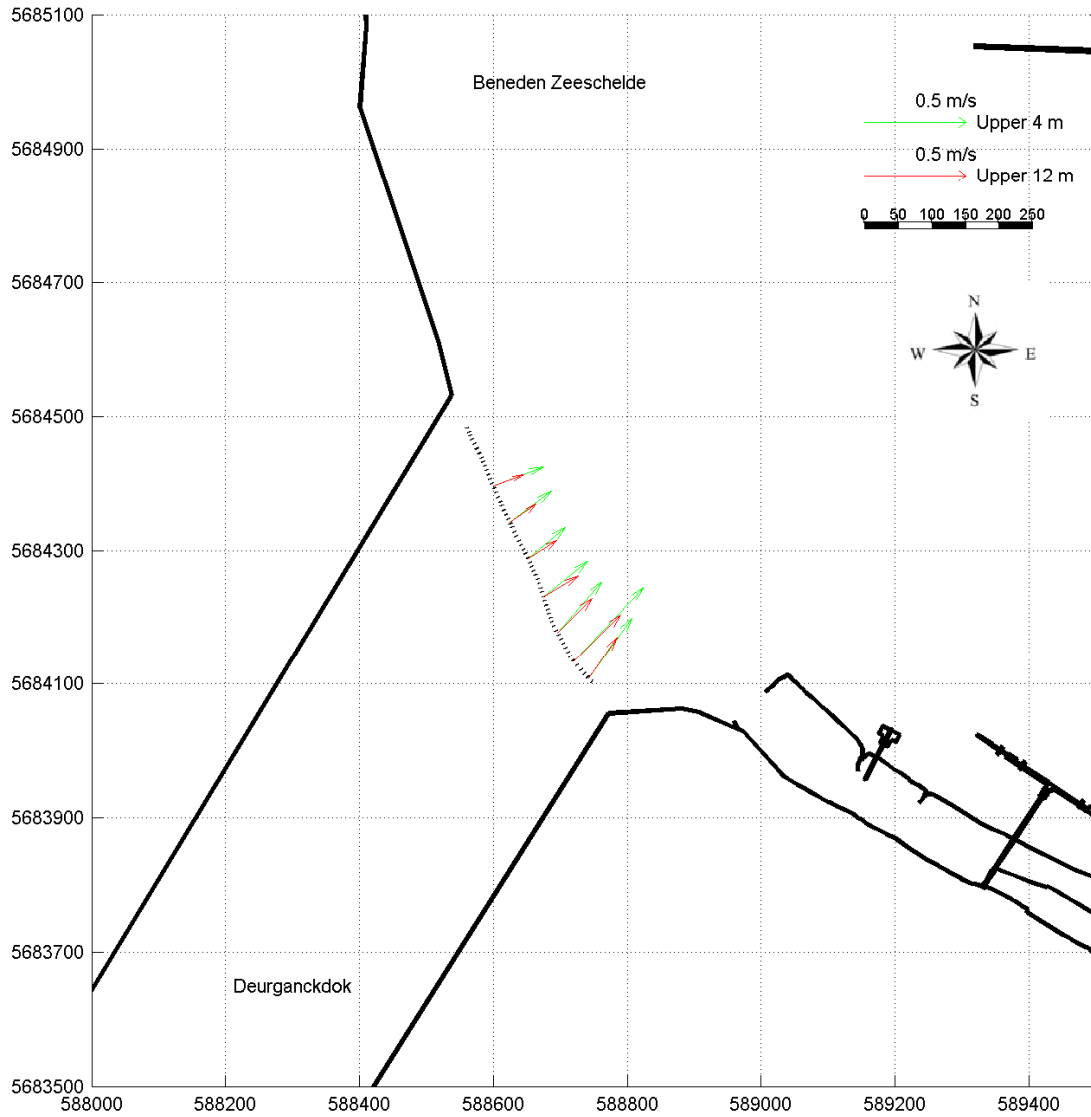 5685100
Beneden Zeeschelde
0.5 m/s
Upper 4 m
5684900
0.5 m/s
Upper 12 m
0 50 100 150 200 250
5684700
N
W E
S
5684500
5684300
5684100
5683900
5683700
Deurganckdok
5683500
588000 588200 588400 588600 588800 589000 589200 589400